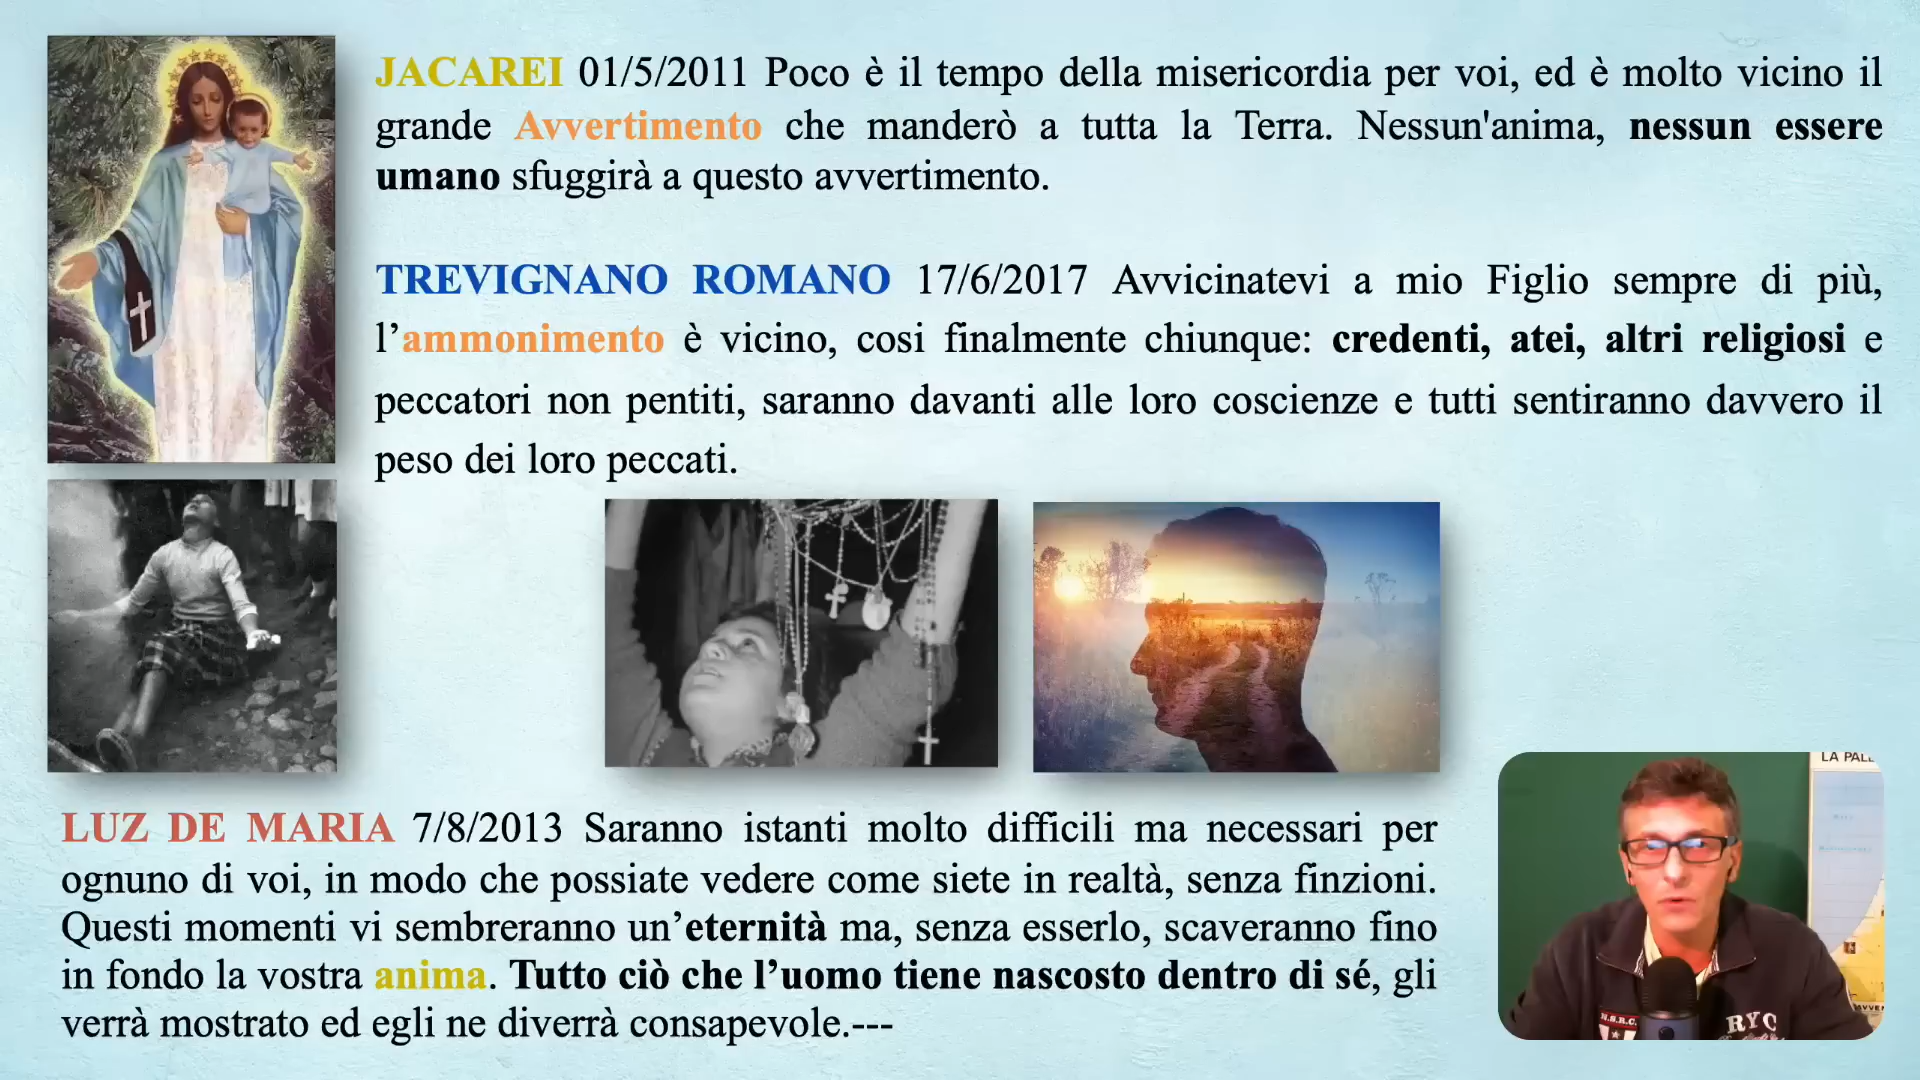 JACAREI 01/5/2011 Poco è il tempo della misericordia per voi, ed è molto vicino il
grande Avvertimento che manderò a tutta la Terra. Nessun'anima, nessun essere
umano sfuggirà a questo avvertimento.
TREVIGNANO ROMANO 17/6/2017 Avvicinatevi a mio Figlio sempre di più,
l’ammonimento è vicino, cosi finalmente chiunque: credenti, atei, altri religiosi e
peccatori non pentiti, saranno davanti alle loro coscienze e tutti sentiranno davvero il
peso dei loro peccati.
LUZ DE MARIA 7/8/2013 Saranno istanti molto difficili ma necessari per
ognuno di voi, in modo che possiate vedere come siete in realtà, senza finzioni.
Questi momenti vi sembreranno un’eternità ma, senza esserlo, scaveranno fino
in fondo la vostra anima. Tutto ciò che l’uomo tiene nascosto dentro di sé, gli
verrà mostrato ed egli ne diverrà consapevole.---
LA PALE
N.S.R.C.
RYC